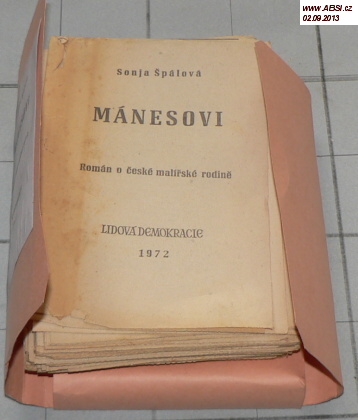 www.ABSI.cz
02.09.2013
Sonja Špálová
MÁNESOVI
Román o české malířské rodině
LIDOVÁ DEMOKRACIE
1972